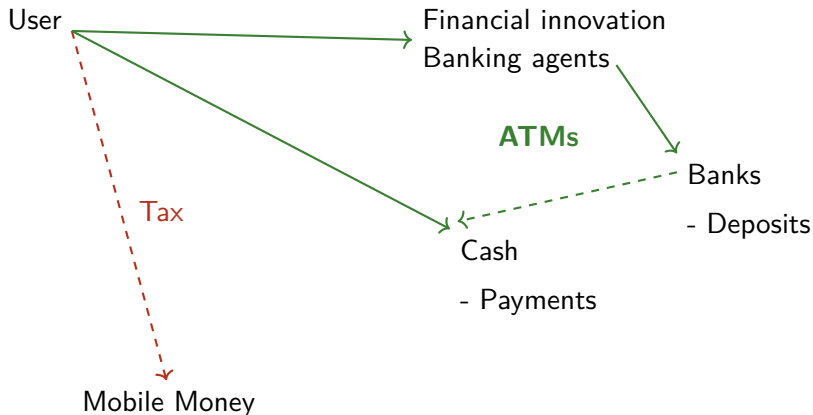 User
Financial innovation
Banking agents
ATMs
Banks
- Deposits
Tax
Cash
- Payments
Mobile Money